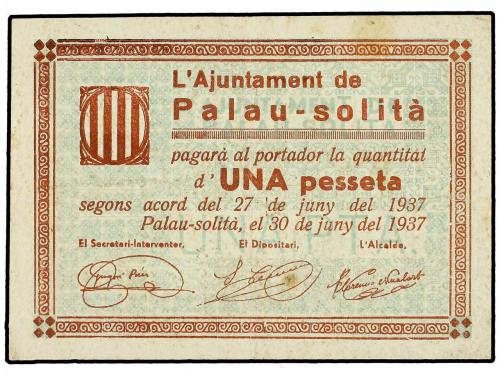 L'Ajuntament de
Palau-solità
pagarà al portador la quantitat
d' UNA pesseta
segons acord del 27 de juny del 1937
Palau-solità, el 30 de juny del 1937
El Secretari-Interventor, El Dipositari, L'Alcalde,